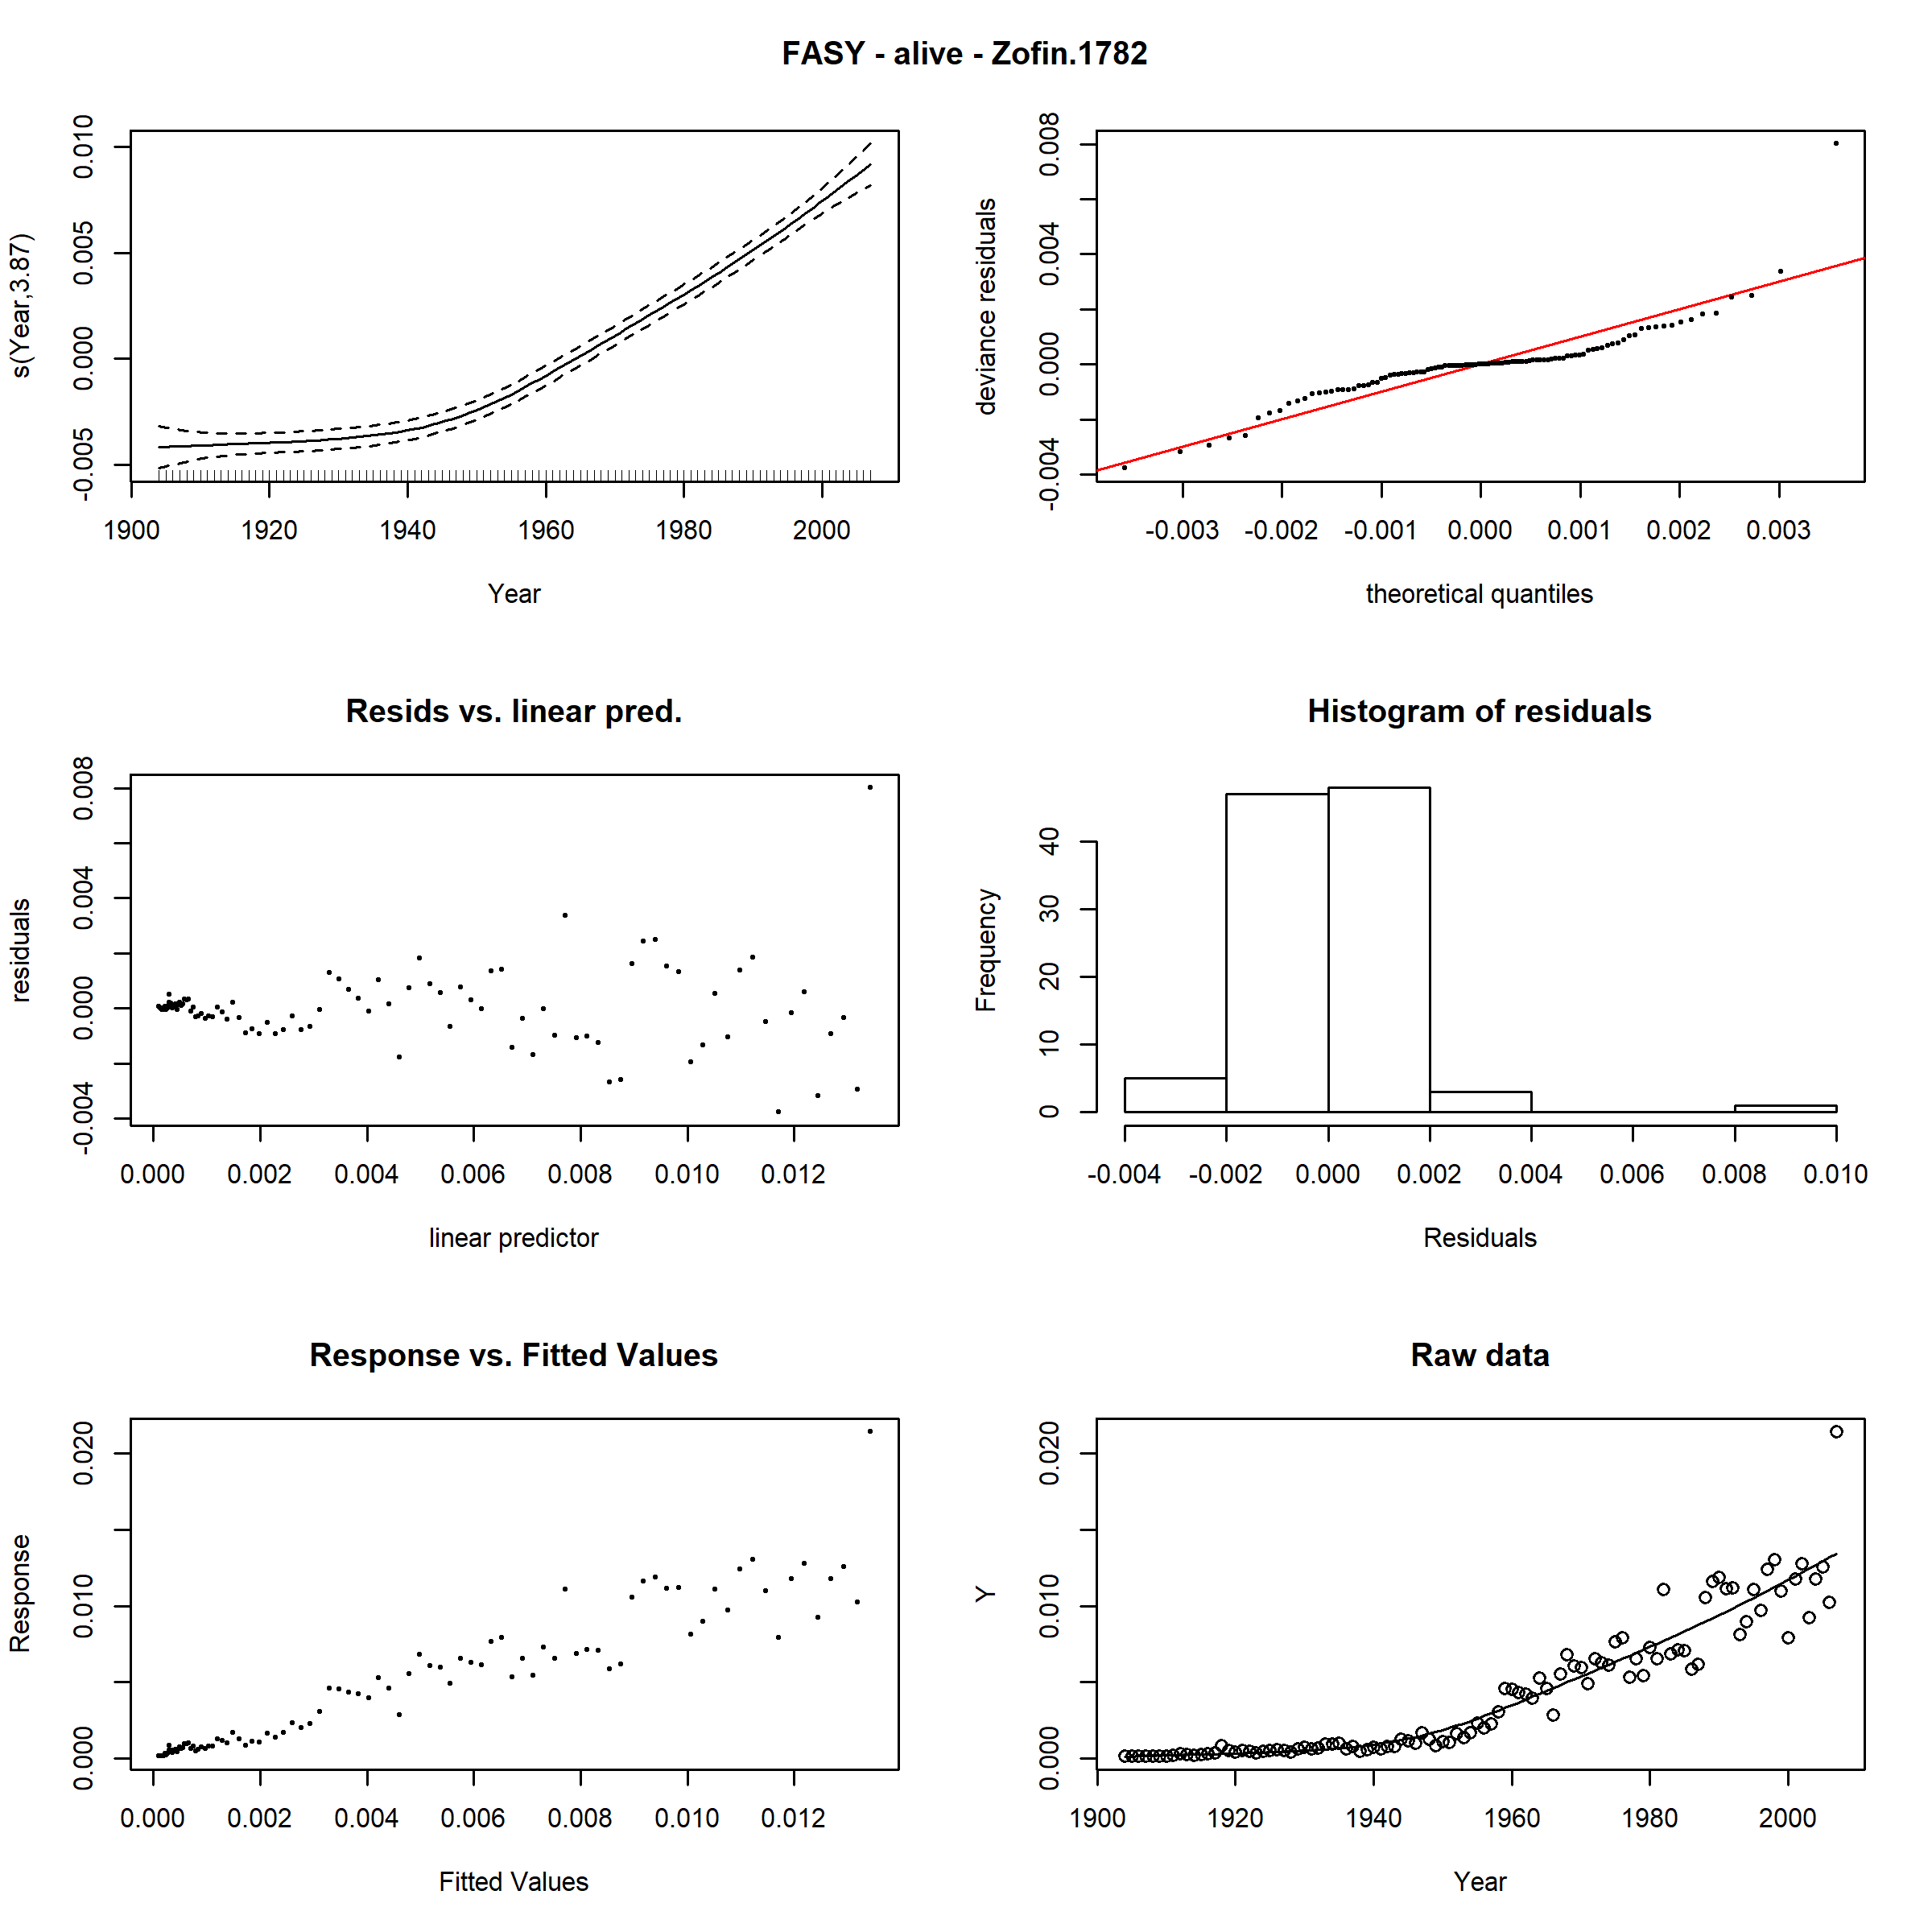 FASY - alive - Zofin.1782
s(Year,3.87)
-0.005 0.000 0.005 0.010
1900 1920 1940 1960 1980 2000
Year
deviance residuals
-0.004 0.000 0.004 0.008
-0.003 -0.002 -0.001 0.000 0.001 0.002 0.003
theoretical quantiles
Resids vs. linear pred.
residuals
-0.004 0.000 0.004 0.008
0.000 0.002 0.004 0.006 0.008 0.010 0.012
linear predictor
Histogram of residuals
Frequency
0 10 20 30 40
-0.004 -0.002 0.000 0.002 0.004 0.006 0.008 0.010
Residuals
Response vs. Fitted Values
Response
0.000 0.010 0.020
0.000 0.002 0.004 0.006 0.008 0.010 0.012
Fitted Values
Raw data
Y
0.000 0.010 0.020
1900 1920 1940 1960 1980 2000
Year